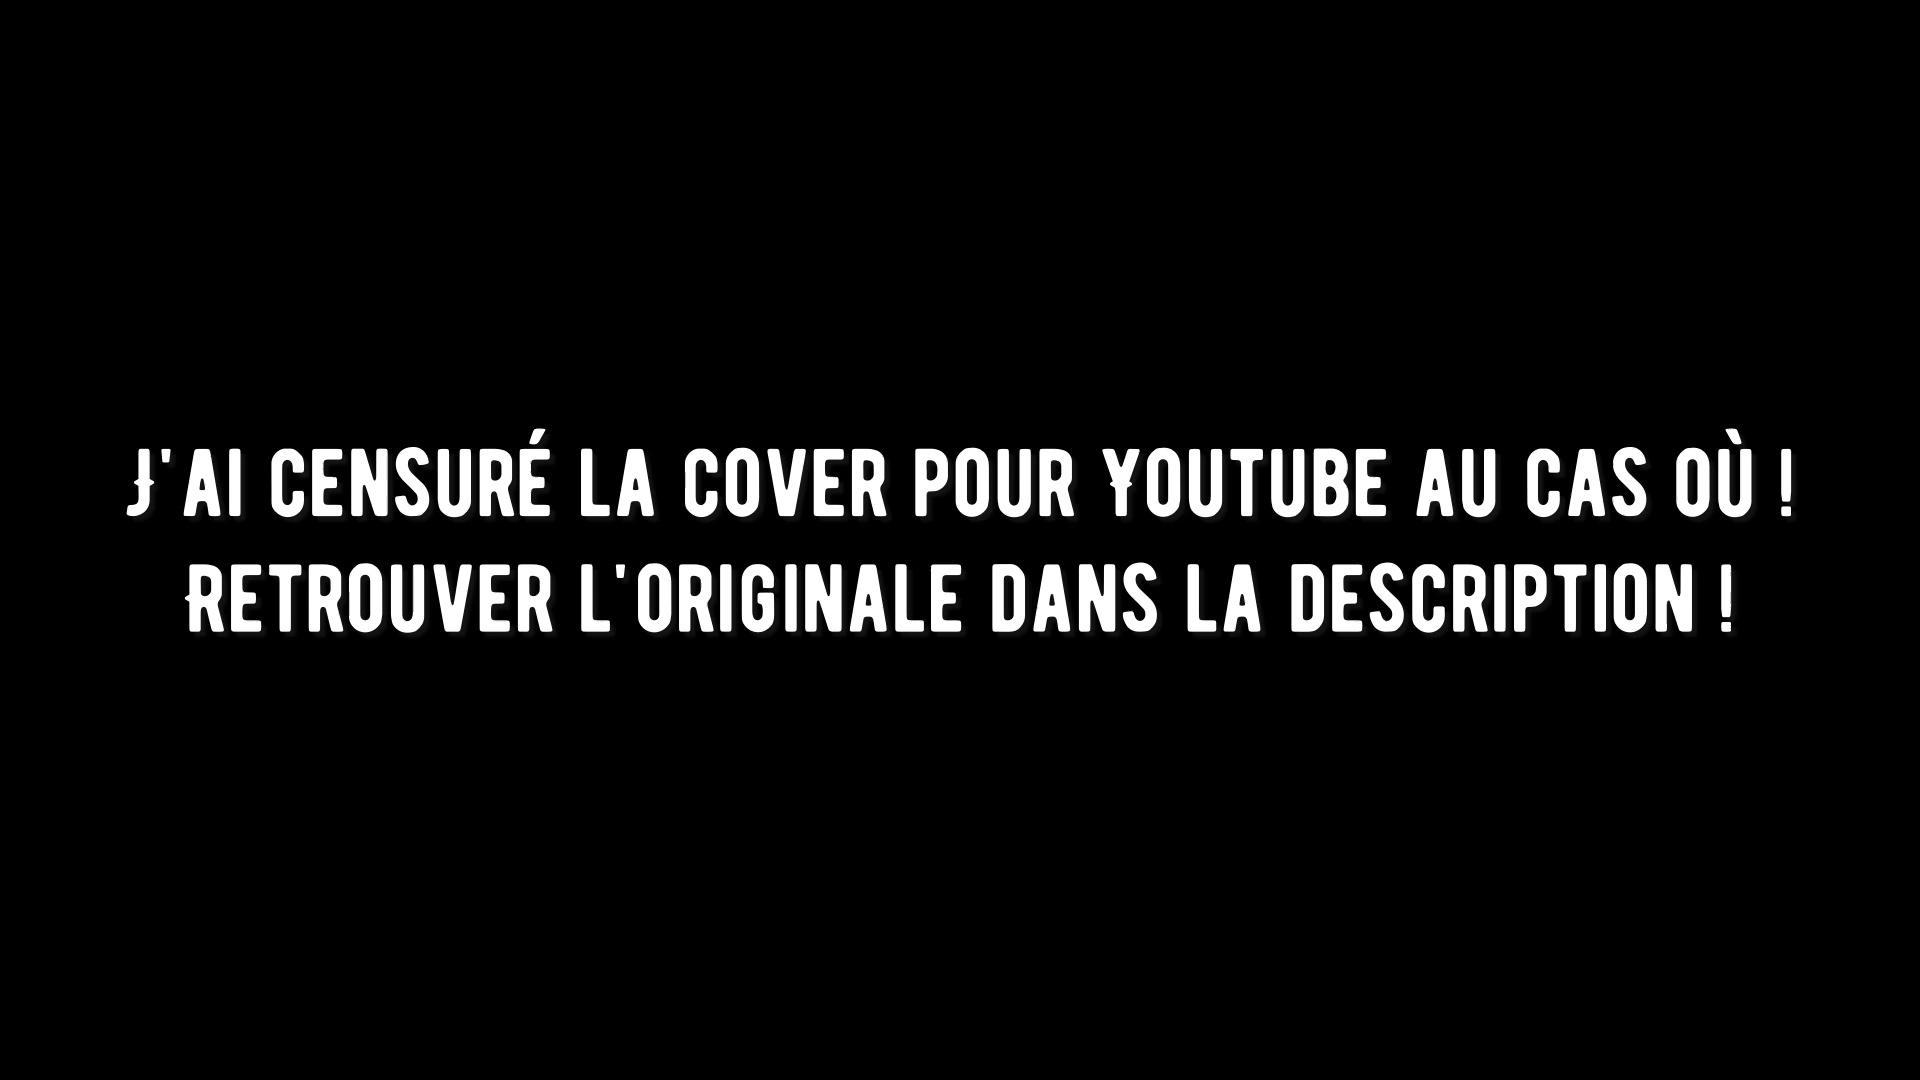 J'AI CENSURÉ LA COVER POUR YOUTUBE AU CAS OÙ !
RETROUVER L'ORIGINALE DANS LA DESCRIPTION !